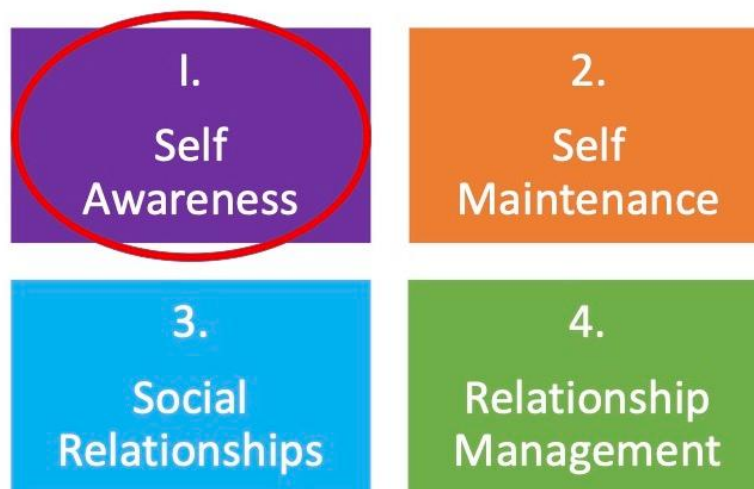 I.
Self
Awareness
2.
Self
Maintenance
3.
Social
Relationships
4.
Relationship
Management